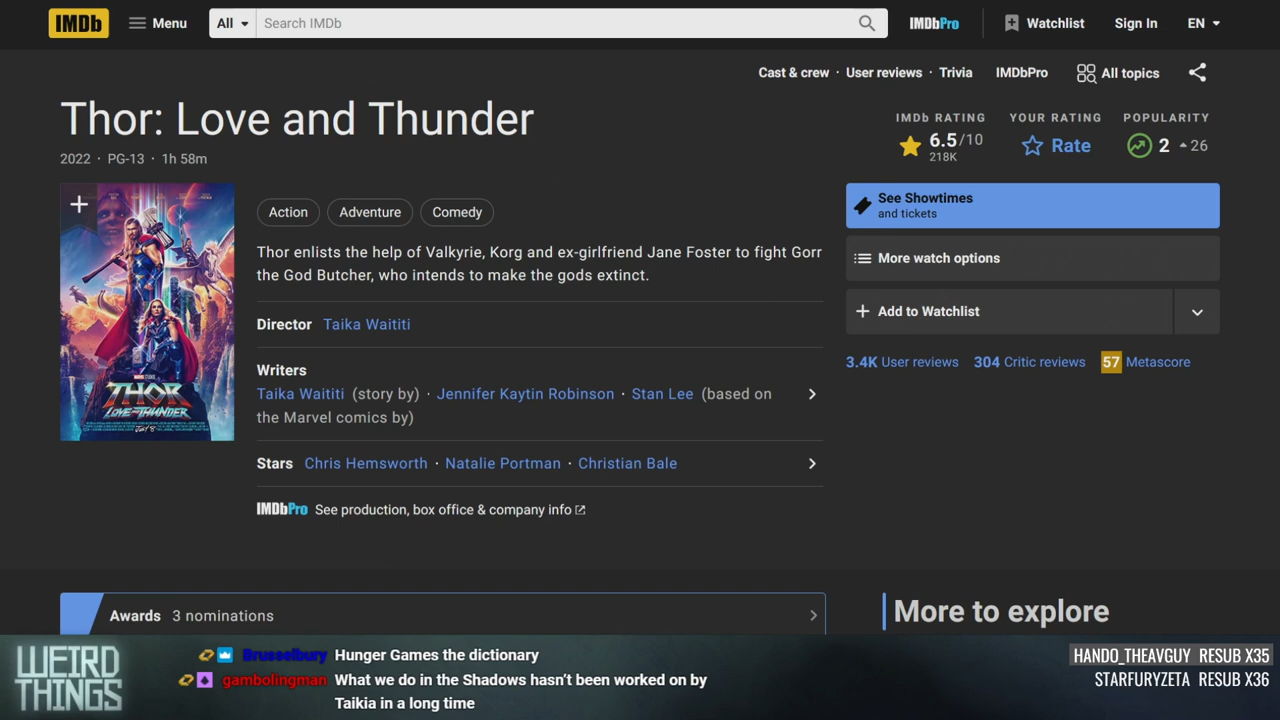 IMDb Menu All Search IMDb IMDbPro Watchlist Sign In EN
Cast & crew · User reviews · Trivia IMDbPro All topics
Thor: Love and Thunder
2022 · PG-13 · 1h 58m
IMDb RATING YOUR RATING POPULARITY
6.5/10 Rate 2 26
218K
See Showtimes
and tickets
More watch options
Add to Watchlist
3.4K User reviews 304 Critic reviews 57 Metascore
MARVEL STUDIOS
THOR
LOVE AND THUNDER
July 8
Action Adventure Comedy
Thor enlists the help of Valkyrie, Korg and ex-girlfriend Jane Foster to fight Gorr
the God Butcher, who intends to make the gods extinct.
Director Taika Waititi
Writers
Taika Waititi (story by) · Jennifer Kaytin Robinson · Stan Lee (based on
the Marvel comics by)
Stars Chris Hemsworth · Natalie Portman · Christian Bale
IMDbPro See production, box office & company info
Awards 3 nominations
More to explore
WEIRD
THINGS
Brusselbury Hunger Games the dictionary
gambolingman What we do in the Shadows hasn't been worked on by
Taikia in a long time
HANDO_THEAVGUY RESUB X35
STARFURYZETA RESUB X36